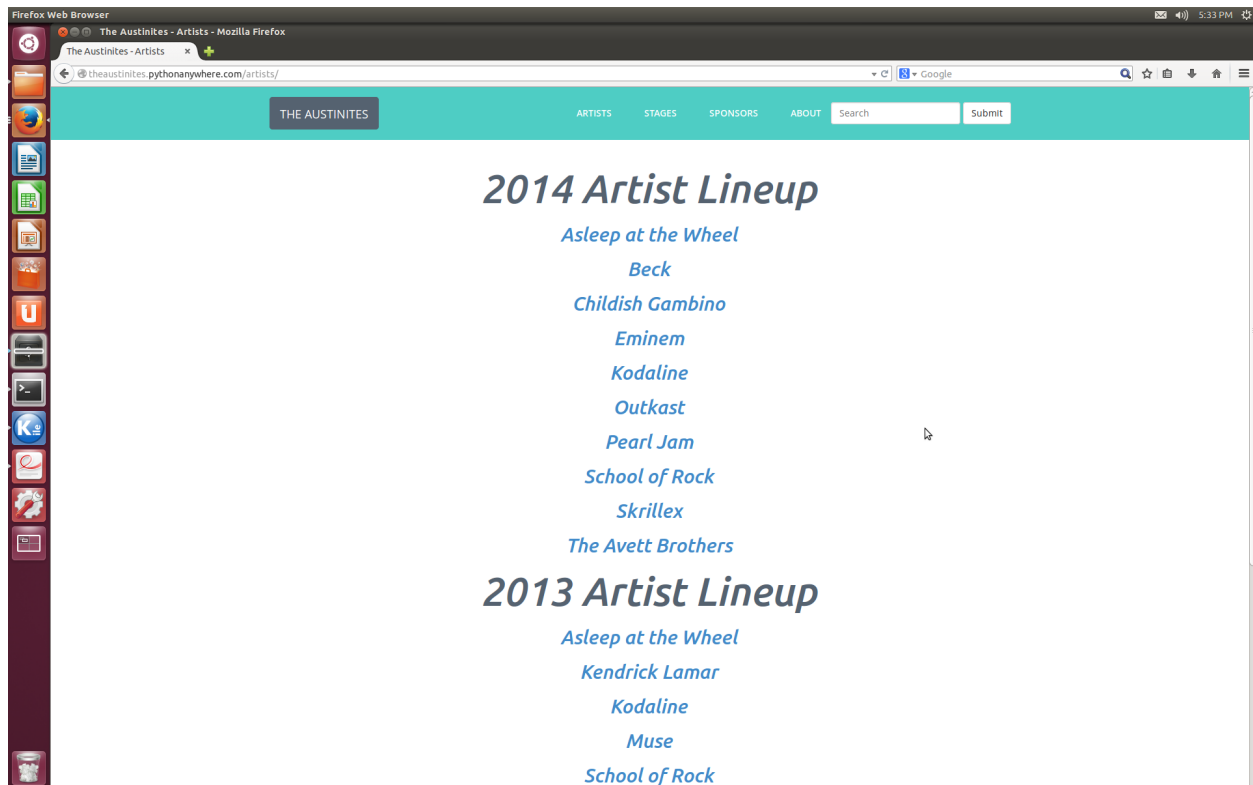 Firefox Web Browser
5:33 PM
The Austinites - Artists - Mozilla Firefox
The Austinites - Artists
theaustinites.pythonanywhere.com/artists/
Google
THE AUSTINITES
ARTISTS
STAGES
SPONSORS
ABOUT
Search
Submit
2014 Artist Lineup
Asleep at the Wheel
Beck
Childish Gambino
Eminem
Kodaline
Outkast
Pearl Jam
School of Rock
Skrillex
The Avett Brothers
2013 Artist Lineup
Asleep at the Wheel
Kendrick Lamar
Kodaline
Muse
School of Rock